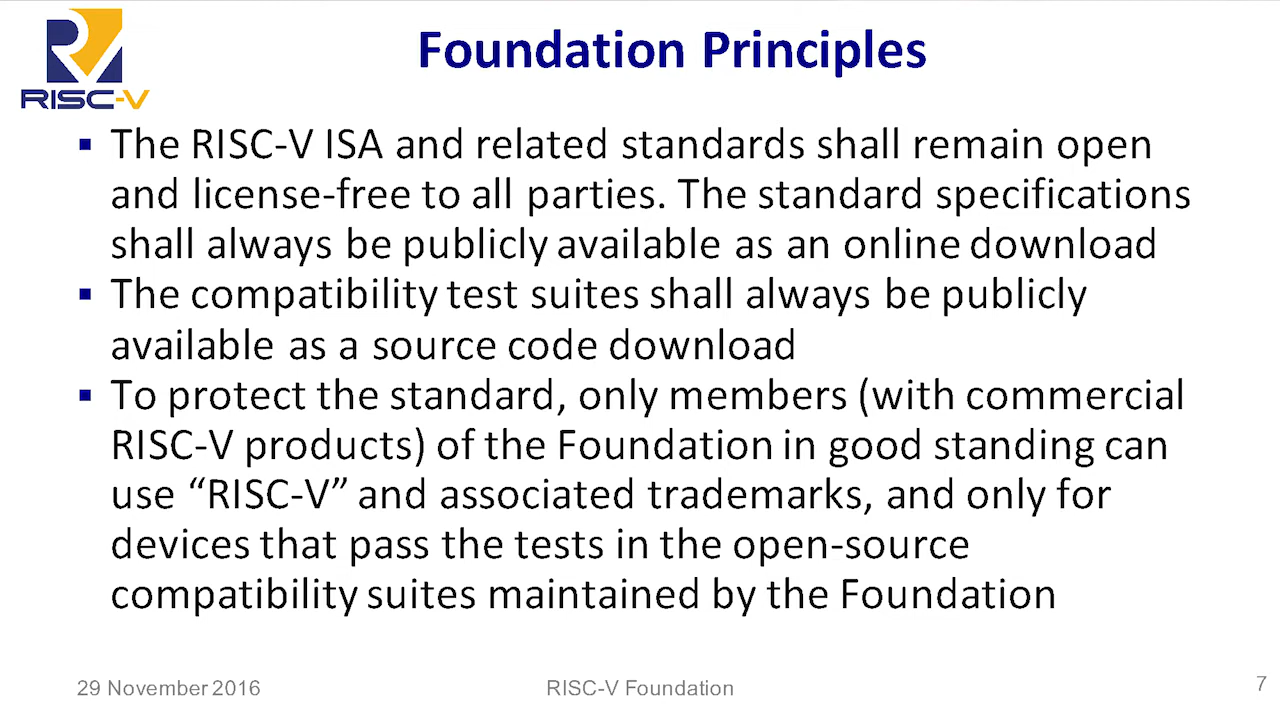 RISC-V
Foundation Principles
▪ The RISC-V ISA and related standards shall remain open
and license-free to all parties. The standard specifications
shall always be publicly available as an online download
▪ The compatibility test suites shall always be publicly
available as a source code download
▪ To protect the standard, only members (with commercial
RISC-V products) of the Foundation in good standing can
use “RISC-V” and associated trademarks, and only for
devices that pass the tests in the open-source
compatibility suites maintained by the Foundation
29 November 2016
RISC-V Foundation
7